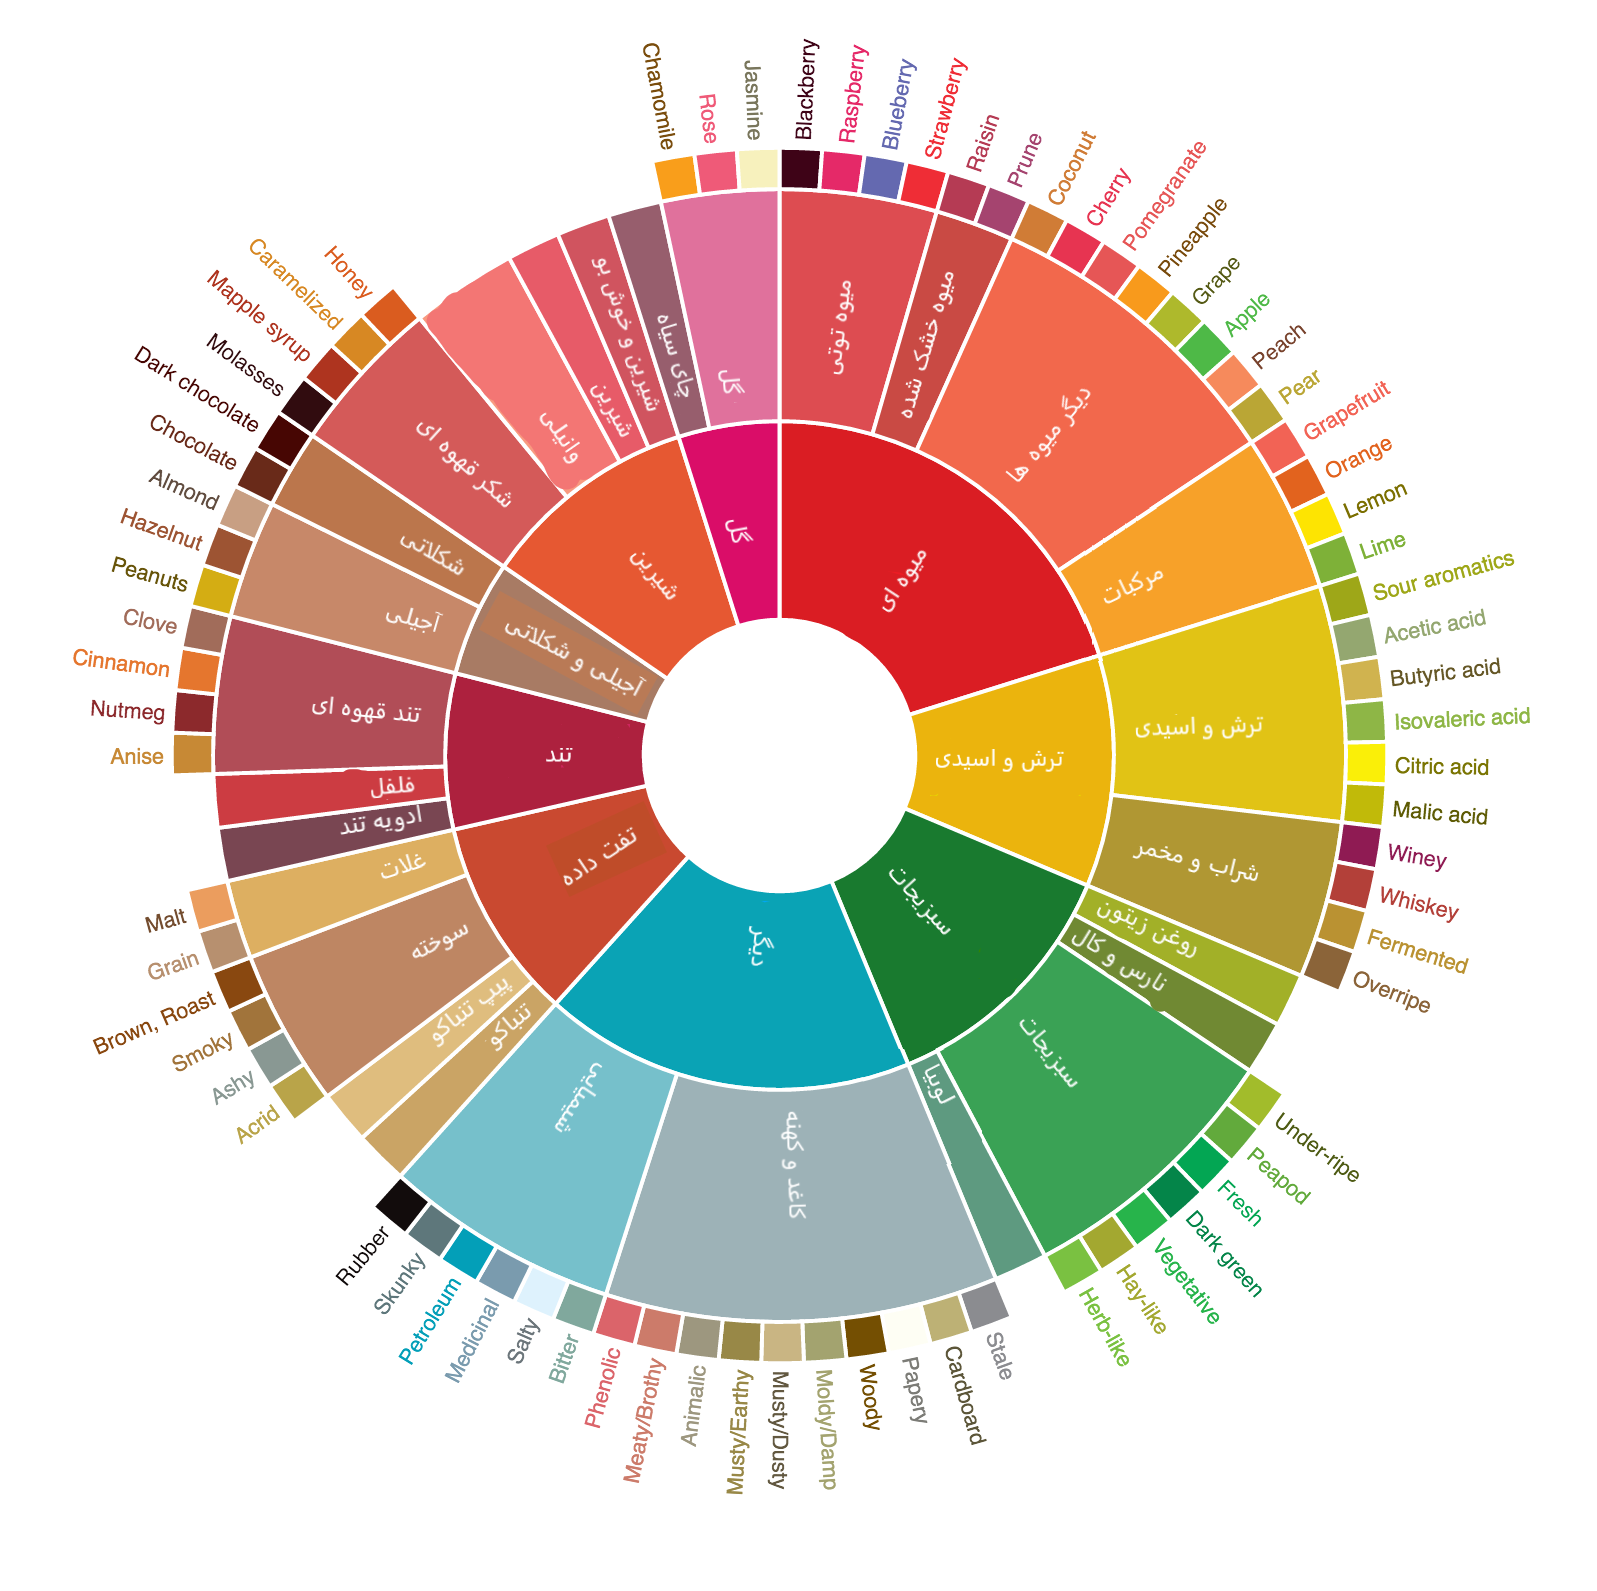 Blackberry
Raspberry
Blueberry
Strawberry
Raisin
Prune
Coconut
Cherry
Pomegranate
Pineapple
Grape
Apple
Peach
Pear
Grapefruit
Orange
Lemon
Lime
Sour aromatics
Acetic acid
Butyric acid
Isovaleric acid
Citric acid
Malic acid
Winey
Whiskey
Fermented
Overripe
Under-ripe
Peapod
Fresh
Dark green
Vegetative
Hay-like
Herb-like
Stale
Cardboard
Papery
Woody
Moldy/Damp
Musty/Dusty
Musty/Earthy
Animalic
Meaty/Brothy
Phenolic
Bitter
Salty
Medicinal
Petroleum
Skunky
Rubber
Acrid
Ashy
Smoky
Brown, Roast
Grain
Malt
Anise
Nutmeg
Cinnamon
Clove
Peanuts
Hazelnut
Almond
Chocolate
Dark chocolate
Molasses
Mapple syrup
Caramelized
Honey
Chamomile
Rose
Jasmine
میوه توتی
میوه خشک شده
دیگر میوه ها
مرکبات
ترش و اسیدی
شراب و مخمر
روغن زیتون
نارس و کال
سبزیجات
لوبیا
کاغذ و کهنه
شیمیایی
تنباکو
پیپ تنباکو
سوخته
غلات
ادویه تند
فلفل
تند قهوه ای
آجیلی
شکلاتی
شکر قهوه ای
وانیلی
شیرین
شیرین و خوش بو
چای سیاه
گل
میوه ای
ترش و اسیدی
سبزیجات
دیگر
تفت داده
تند
آجیلی و شکلاتی
شیرین
گل